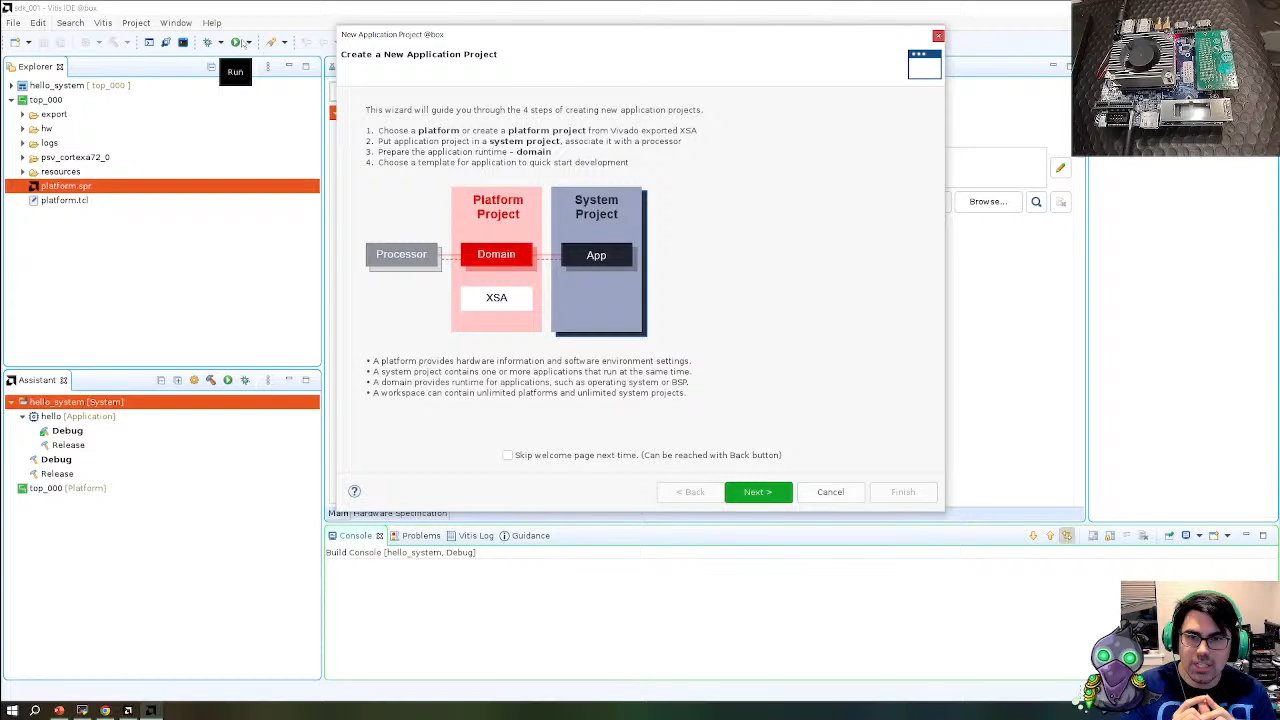 sdk_001 - Vitis IDE @box
File Edit Search Vitis Project Window Help
Explorer
Run
hello_system [ top_000 ]
top_000
export
hw
logs
psv_cortexa72_0
resources
platform.spr
platform.tcl
Assistant
hello_system [System]
hello [Application]
Debug
Release
Debug
Release
top_000 [Platform]
New Application Project @box
Create a New Application Project
This wizard will guide you through the 4 steps of creating new application projects.
1. Choose a platform or create a platform project from Vivado exported XSA
2. Put application project in a system project, associate it with a processor
3. Prepare the application runtime - domain
4. Choose a template for application to quick start development
Platform Project
System Project
Processor
Domain
App
XSA
• A platform provides hardware information and software environment settings.
• A system project contains one or more applications that run at the same time.
• A domain provides runtime for applications, such as operating system or BSP.
• A workspace can contain unlimited platforms and unlimited system projects.
Skip welcome page next time. (Can be reached with Back button)
< Back
Next >
Cancel
Finish
Browse...
Main Hardware Specification
Console Problems Vitis Log Guidance
Build Console [hello_system, Debug]